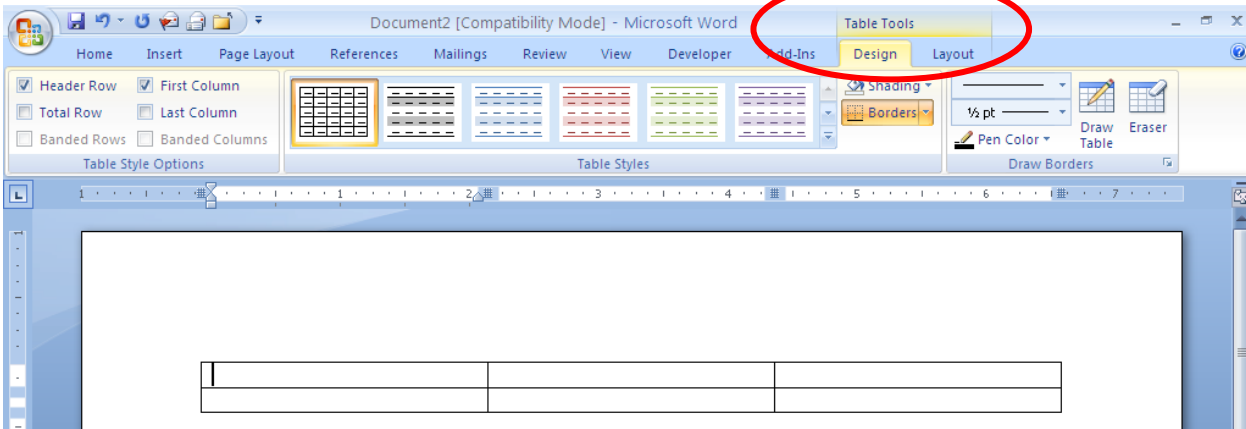 Document2 [Compatibility Mode] - Microsoft Word Table Tools
Home Insert Page Layout References Mailings Review View Developer Add-Ins Design Layout
Header Row First Column Shading
Total Row Last Column Borders ½ pt
Banded Rows Banded Columns Pen Color Draw Table Eraser
Table Style Options Table Styles Draw Borders
L 1 1 2 3 4 5 6 7
1